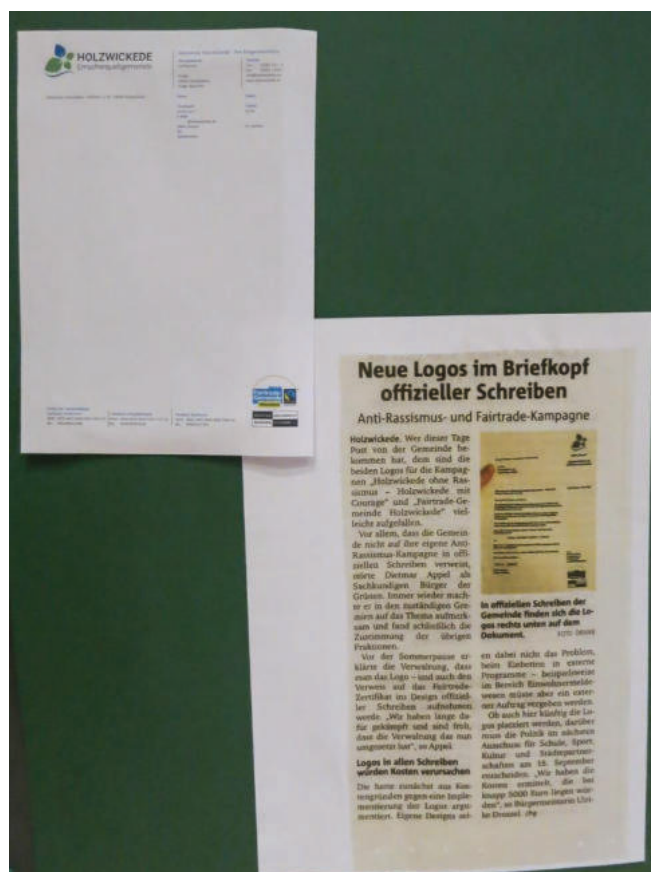 HOLZWICKEDE
Emscherquellgemeinde
Fairtrade-
Gemeinde
Neue Logos im Briefkopf
offizieller Schreiben
Anti-Rassismus- und Fairtrade-Kampagne
Holzwickede. Wer dieser Tage
Post von der Gemeinde be-
kommen hat, dem sind die
beiden Logos für die Kampag-
nen „Holzwickede ohne Ras-
sismus – Holzwickede mit
Courage“ und „Fairtrade-Ge-
meinde Holzwickede“ viel-
leicht aufgefallen.
Vor allem, dass die Gemein-
de nicht auf ihre eigene Anti-
Rassismus-Kampagne in offi-
ziellen Schreiben verweist,
störte Dietmar Appel als
Sachkundigen Bürger der
Grünen. Immer wieder mach-
te er in den zuständigen Gre-
mien auf das Thema aufmerk-
sam und fand schließlich die
Zustimmung der übrigen
Fraktionen.
Vor der Sommerpause er-
klärte die Verwaltung, dass
man das Logo – und auch den
Verweis auf das Fairtrade-
Zertifikat ins Design offiziel-
ler Schreiben aufnehmen
werde. „Wir haben lange da-
für gekämpft und sind froh,
dass die Verwaltung das nun
umgesetzt hat“, so Appel.
Logos in allen Schreiben
würden Kosten verursachen
Die hatte zunächst aus Kos-
tengründen gegen eine Imple-
mentierung der Logos argu-
mentiert. Eigene Designs sei-
In offiziellen Schreiben der
Gemeinde finden sich die Lo-
gos rechts unten auf dem
Dokument. FOTO
en dabei nicht das Problem,
beim Einbetten in externe
Programme – beispielsweise
im Bereich Einwohnermelde-
wesen müsse aber ein exter-
ner Auftrag vergeben werden.
Ob auch hier künftig die Lo-
gos platziert werden, darüber
muss die Politik im nächsten
Ausschuss für Schule, Sport,
Kultur und Städtepartner-
schaften am 15. September
entscheiden. „Wir haben die
Kosten ermittelt, die bei
knapp 5000 Euro liegen wür-
den“, so Bürgermeisterin Ulri-
ke Drossel.